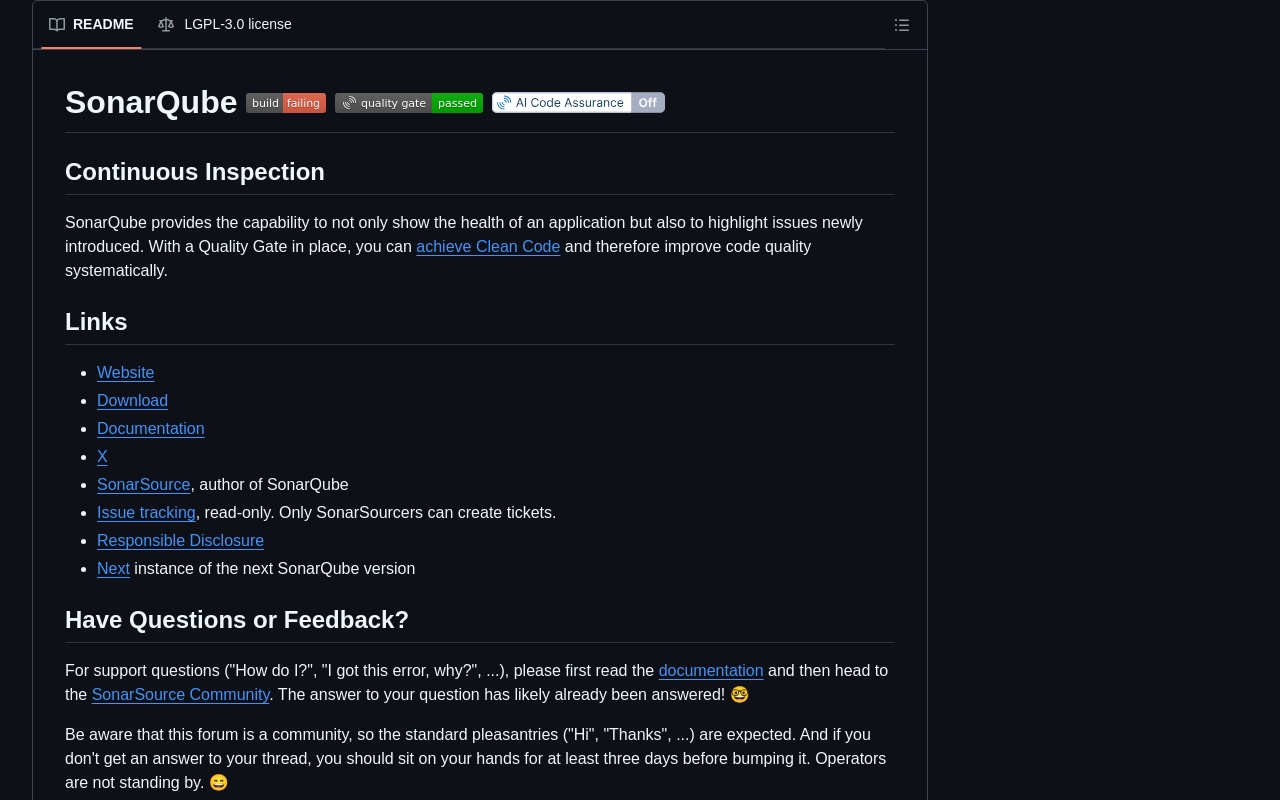 README LGPL-3.0 license
SonarQube build failing quality gate passed AI Code Assurance Off
Continuous Inspection
SonarQube provides the capability to not only show the health of an application but also to highlight issues newly
introduced. With a Quality Gate in place, you can achieve Clean Code and therefore improve code quality
systematically.
Links
Website
Download
Documentation
X
SonarSource, author of SonarQube
Issue tracking, read-only. Only SonarSourcers can create tickets.
Responsible Disclosure
Next instance of the next SonarQube version
Have Questions or Feedback?
For support questions ("How do I?", "I got this error, why?", ...), please first read the documentation and then head to
the SonarSource Community. The answer to your question has likely already been answered! 🤓
Be aware that this forum is a community, so the standard pleasantries ("Hi", "Thanks", ...) are expected. And if you
don't get an answer to your thread, you should sit on your hands for at least three days before bumping it. Operators
are not standing by. 😄